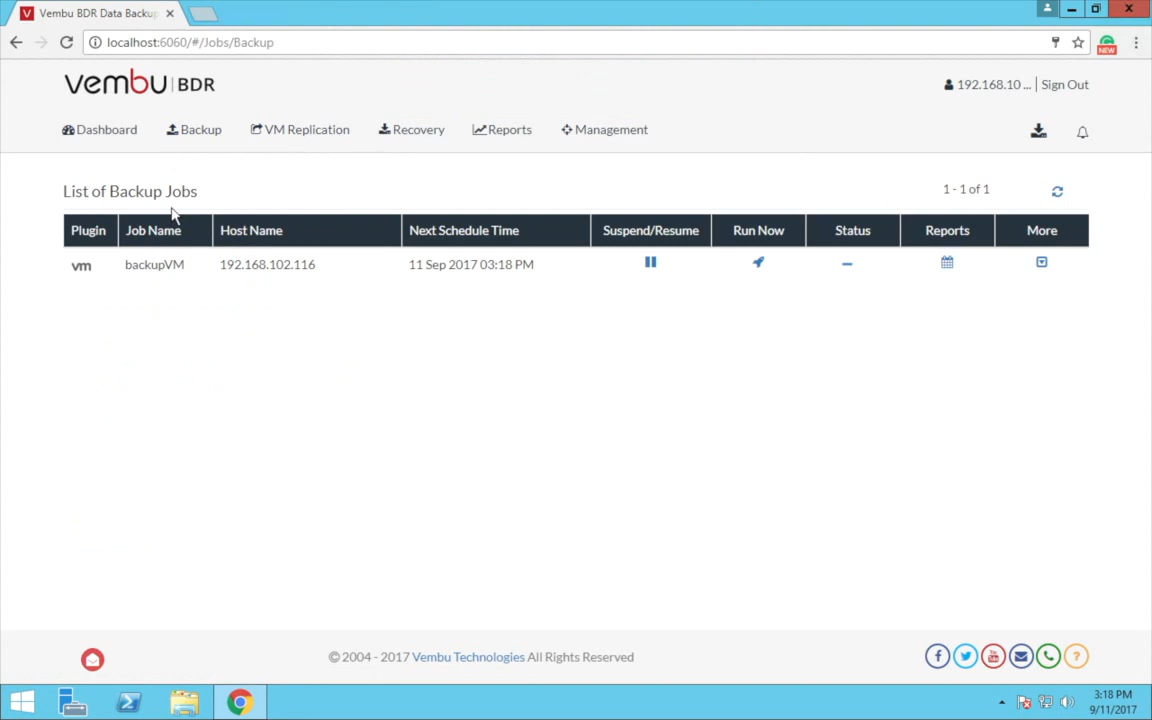 Vembu BDR Data Backup
localhost:6060/#/Jobs/Backup
NEW
vembu | BDR
192.168.10 ... | Sign Out
Dashboard Backup VM Replication Recovery Reports Management
List of Backup Jobs 1 - 1 of 1
Plugin Job Name Host Name Next Schedule Time Suspend/Resume Run Now Status Reports More
vm backupVM 192.168.102.116 11 Sep 2017 03:18 PM
© 2004 - 2017 Vembu Technologies All Rights Reserved
3:18 PM
9/11/2017